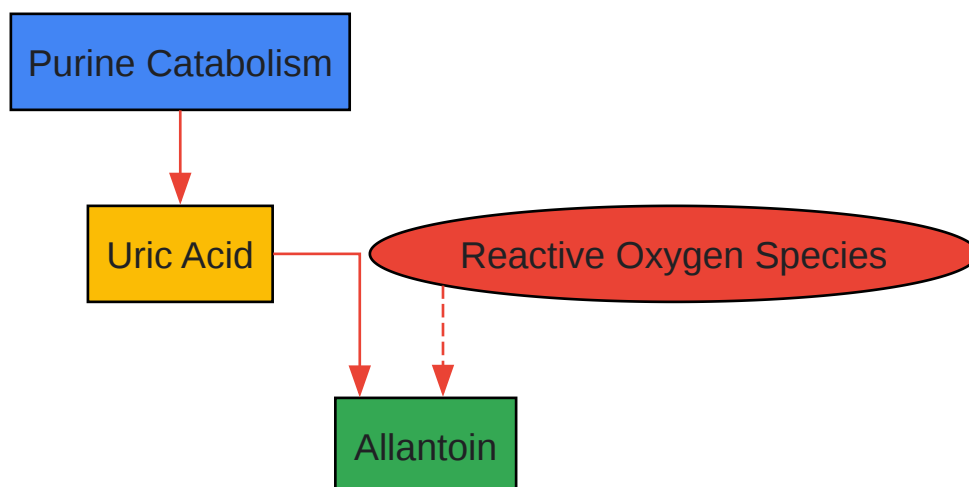 Purine Catabolism
Uric Acid
Reactive Oxygen Species
Allantoin